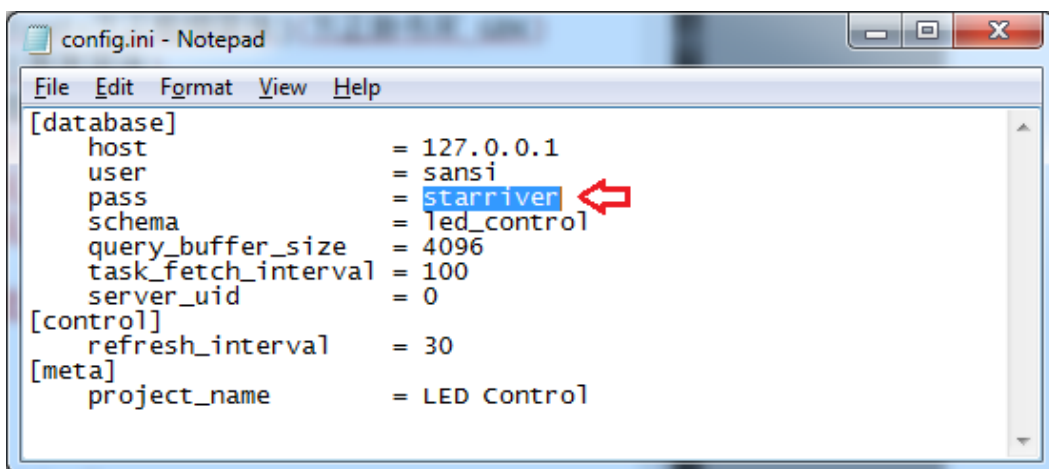 config.ini - Notepad
File Edit Format View Help
[database]
host = 127.0.0.1
user = sansi
pass = starriver
schema = led_control
query_buffer_size = 4096
task_fetch_interval = 100
server_uid = 0
[control]
refresh_interval = 30
[meta]
project_name = LED Control